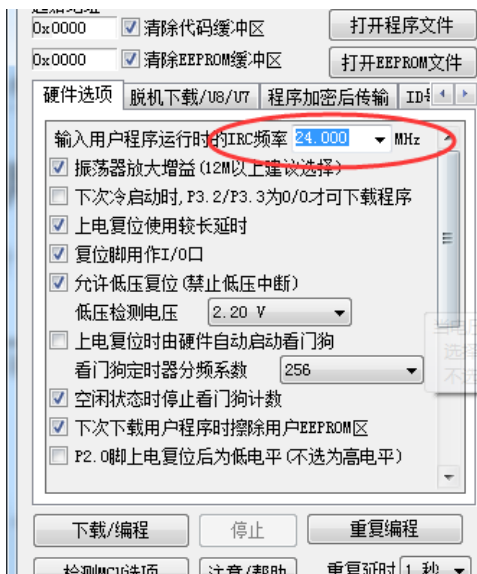 0x0000 清除代码缓冲区 打开程序文件
0x0000 清除EEPROM缓冲区 打开EEPROM文件
硬件选项 脱机下载/U8/U7 程序加密后传输
输入用户程序运行时的IRC频率 24.000 MHz
振荡器放大增益(12M以上建议选择)
下次冷启动时,P3.2/P3.3为0/0才可下载程序
上电复位使用较长延时
复位脚用作I/O口
允许低压复位(禁止低压中断)
低压检测电压 2.20 V
上电复位时由硬件自动启动看门狗
看门狗定时器分频系数 256
空闲状态时停止看门狗计数
下次下载用户程序时擦除用户EEPROM区
P2.0脚上电复位后为低电平(不选为高电平)
下载/编程 停止 重复编程
检测MCU选项 注意/帮助 重复延时 1 秒